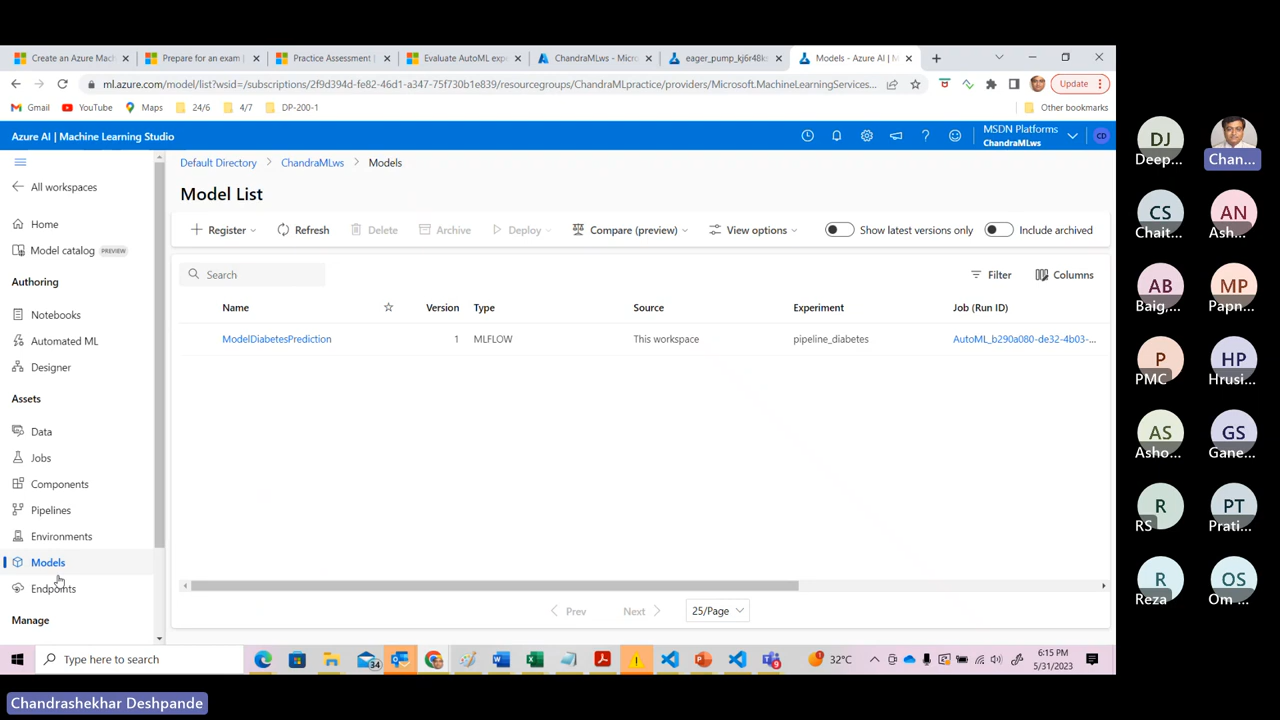 Create an Azure Mach
Prepare for an exam |
Practice Assessment |
Evaluate AutoML exp
ChandraMLws - Micro
eager_pump_kj6r48ks
Models - Azure AI | M
ml.azure.com/model/list?wsid=/subscriptions/2f9d394d-fe82-46d1-a347-75f730b1e839/resourcegroups/ChandraMLpractice/providers/Microsoft.MachineLearningServices...
Update
Gmail
YouTube
Maps
24/6
4/7
DP-200-1
Other bookmarks
Azure AI | Machine Learning Studio
MSDN Platforms
ChandraMLws
CD
All workspaces
Home
Model catalog PREVIEW
Authoring
Notebooks
Automated ML
Designer
Assets
Data
Jobs
Components
Pipelines
Environments
Models
Endpoints
Manage
Default Directory > ChandraMLws > Models
Model List
Register
Refresh
Delete
Archive
Deploy
Compare (preview)
View options
Show latest versions only
Include archived
Search
Filter
Columns
Name Version Type Source Experiment Job (Run ID)
ModelDiabetesPrediction 1 MLFLOW This workspace pipeline_diabetes AutoML_b290a080-de32-4b03-...
Prev
Next
25/Page
Type here to search
34
9
32°C
6:15 PM
5/31/2023
DJ
Deep...
Chan...
CS
Chait...
AN
Ash...
AB
Baig,...
MP
Papn...
P
PMC
HP
Hrusi...
AS
Asho...
GS
Gane...
R
RS
PT
Prati...
R
Reza
OS
Om ...
Chandrashekhar Deshpande